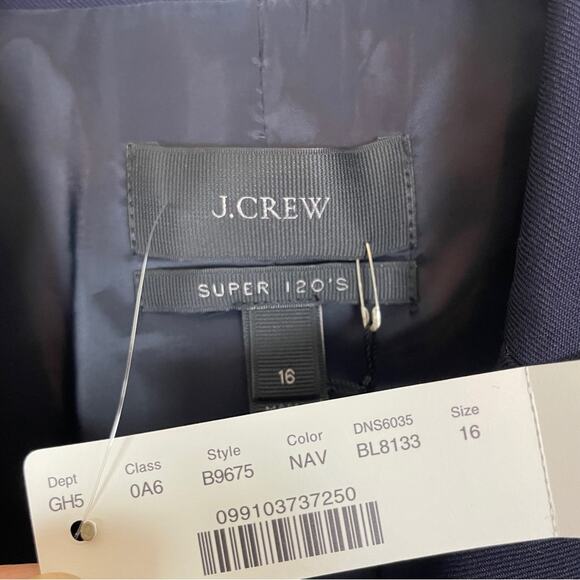 J.CREW
SUPER 120'S
16
Dept Class Style Color DNS6035 Size
GH5 0A6 B9675 NAV BL8133 16
099103737250